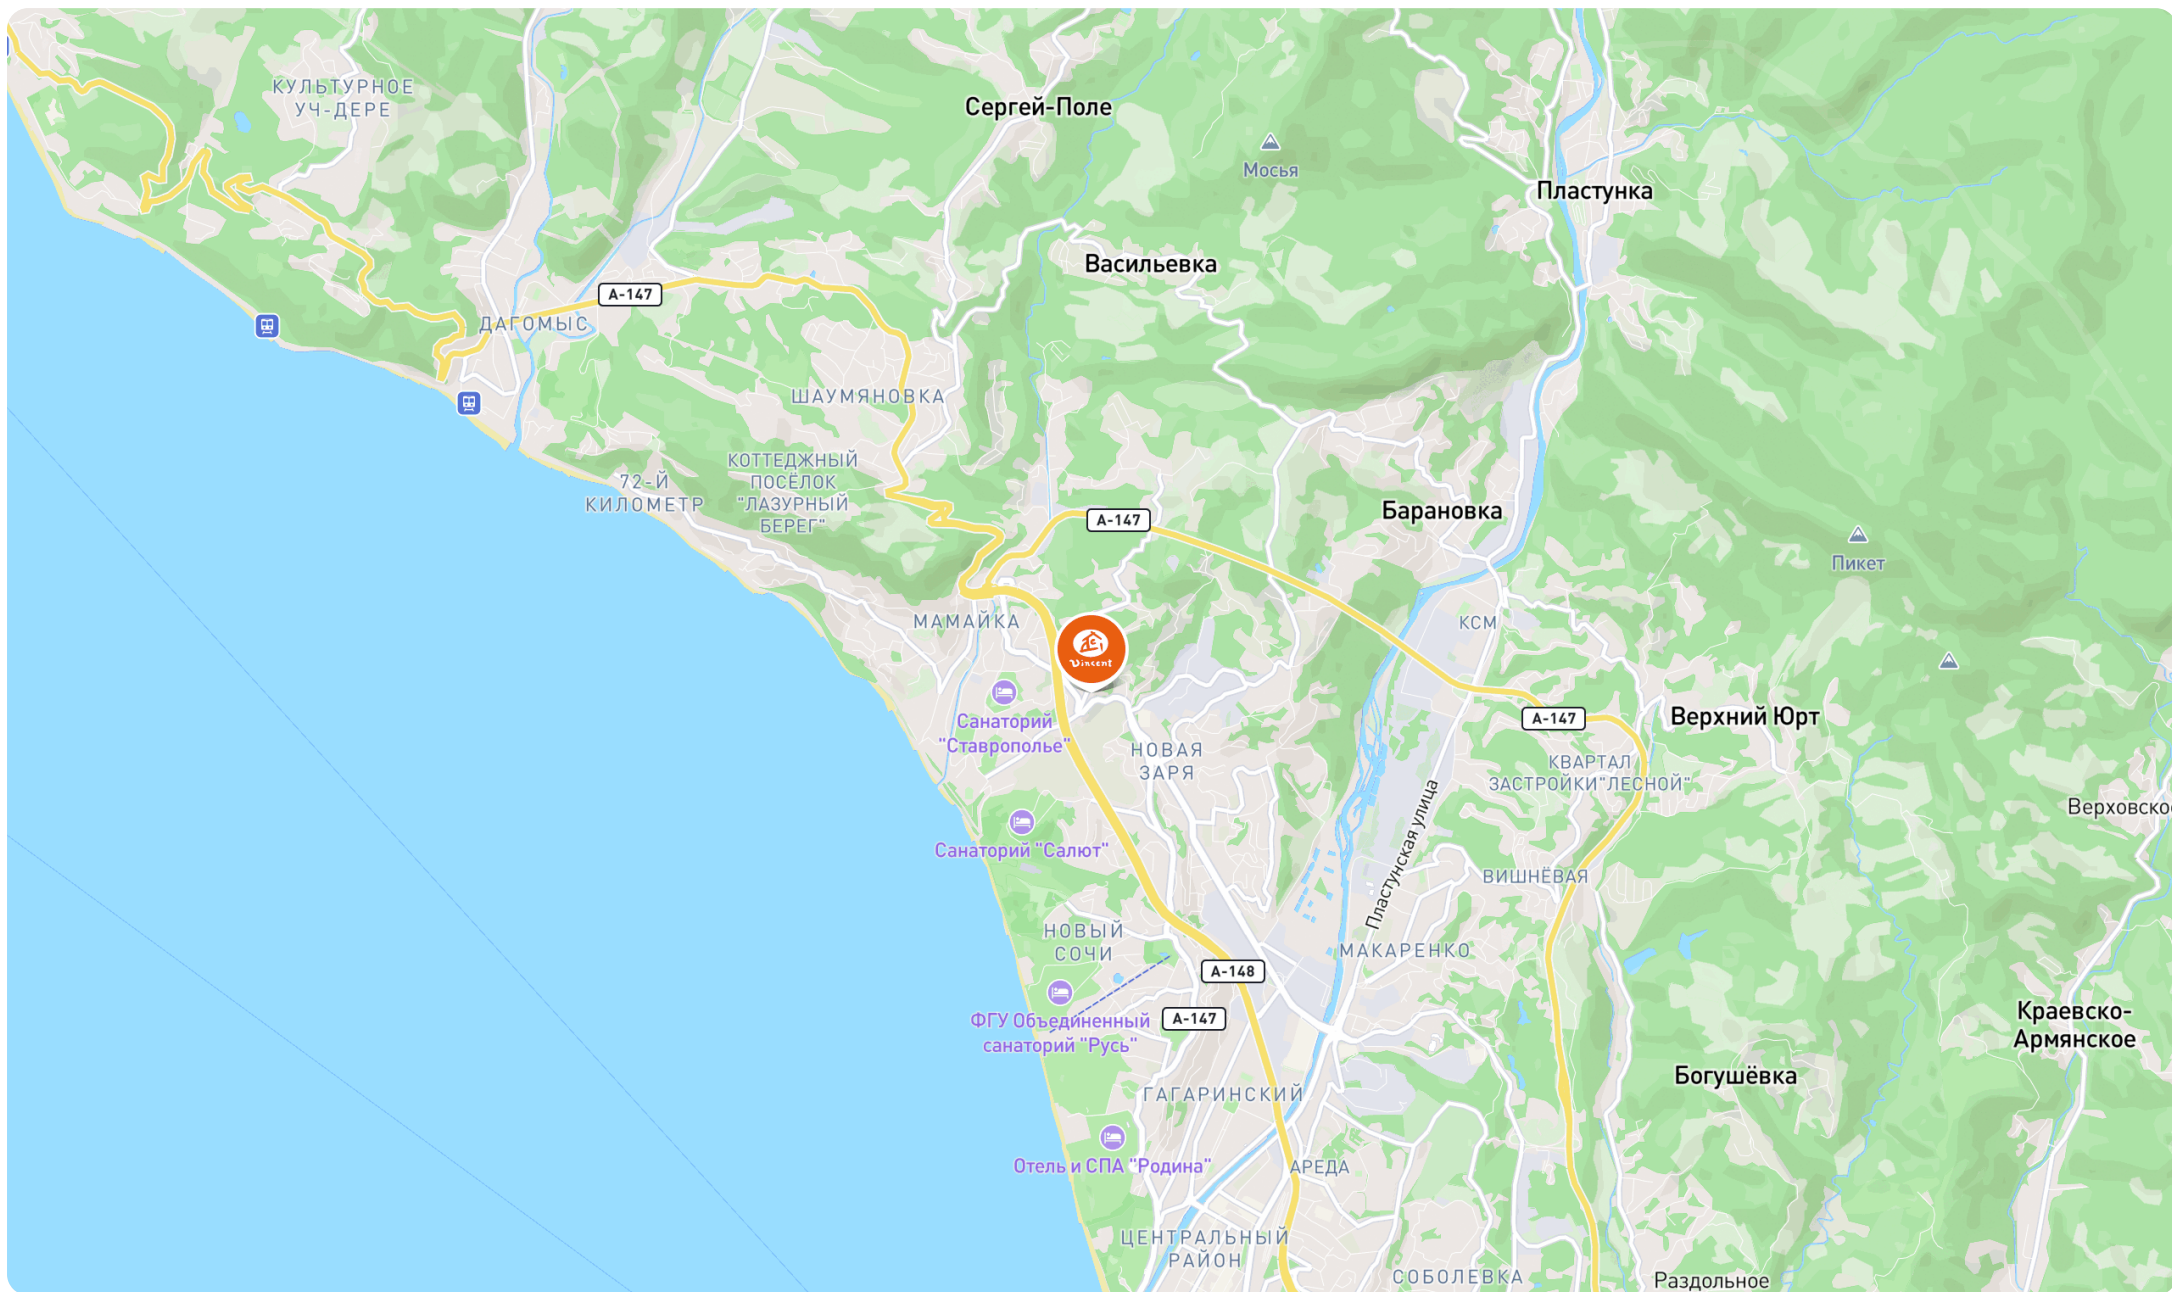 КУЛЬТУРНОЕ
УЧ-ДЕРЕ
Сергей-Поле
Мосья
Пластунка
Васильевка
А-147
ДАГОМЫС
ШАУМЯНОВКА
КОТТЕДЖНЫЙ
ПОСЁЛОК
"ЛАЗУРНЫЙ
БЕРЕГ"
72-Й
КИЛОМЕТР
А-147
Барановка
Пикет
МАМАЙКА
КСМ
Vincent
Санаторий
"Ставрополье"
НОВАЯ
ЗАРЯ
А-147
Верхний Юрт
КВАРТАЛ
ЗАСТРОЙКИ"ЛЕСНОЙ"
Верховское
Пластунская улица
Санаторий "Салют"
ВИШНЁВАЯ
НОВЫЙ
СОЧИ
МАКАРЕНКО
А-148
А-147
ФГУ Объединенный
санаторий "Русь"
Краевско-
Армянское
Богушёвка
ГАГАРИНСКИЙ
Отель и СПА "Родина"
АРЕДА
ЦЕНТРАЛЬНЫЙ
РАЙОН
СОБОЛЕВКА
Раздольное